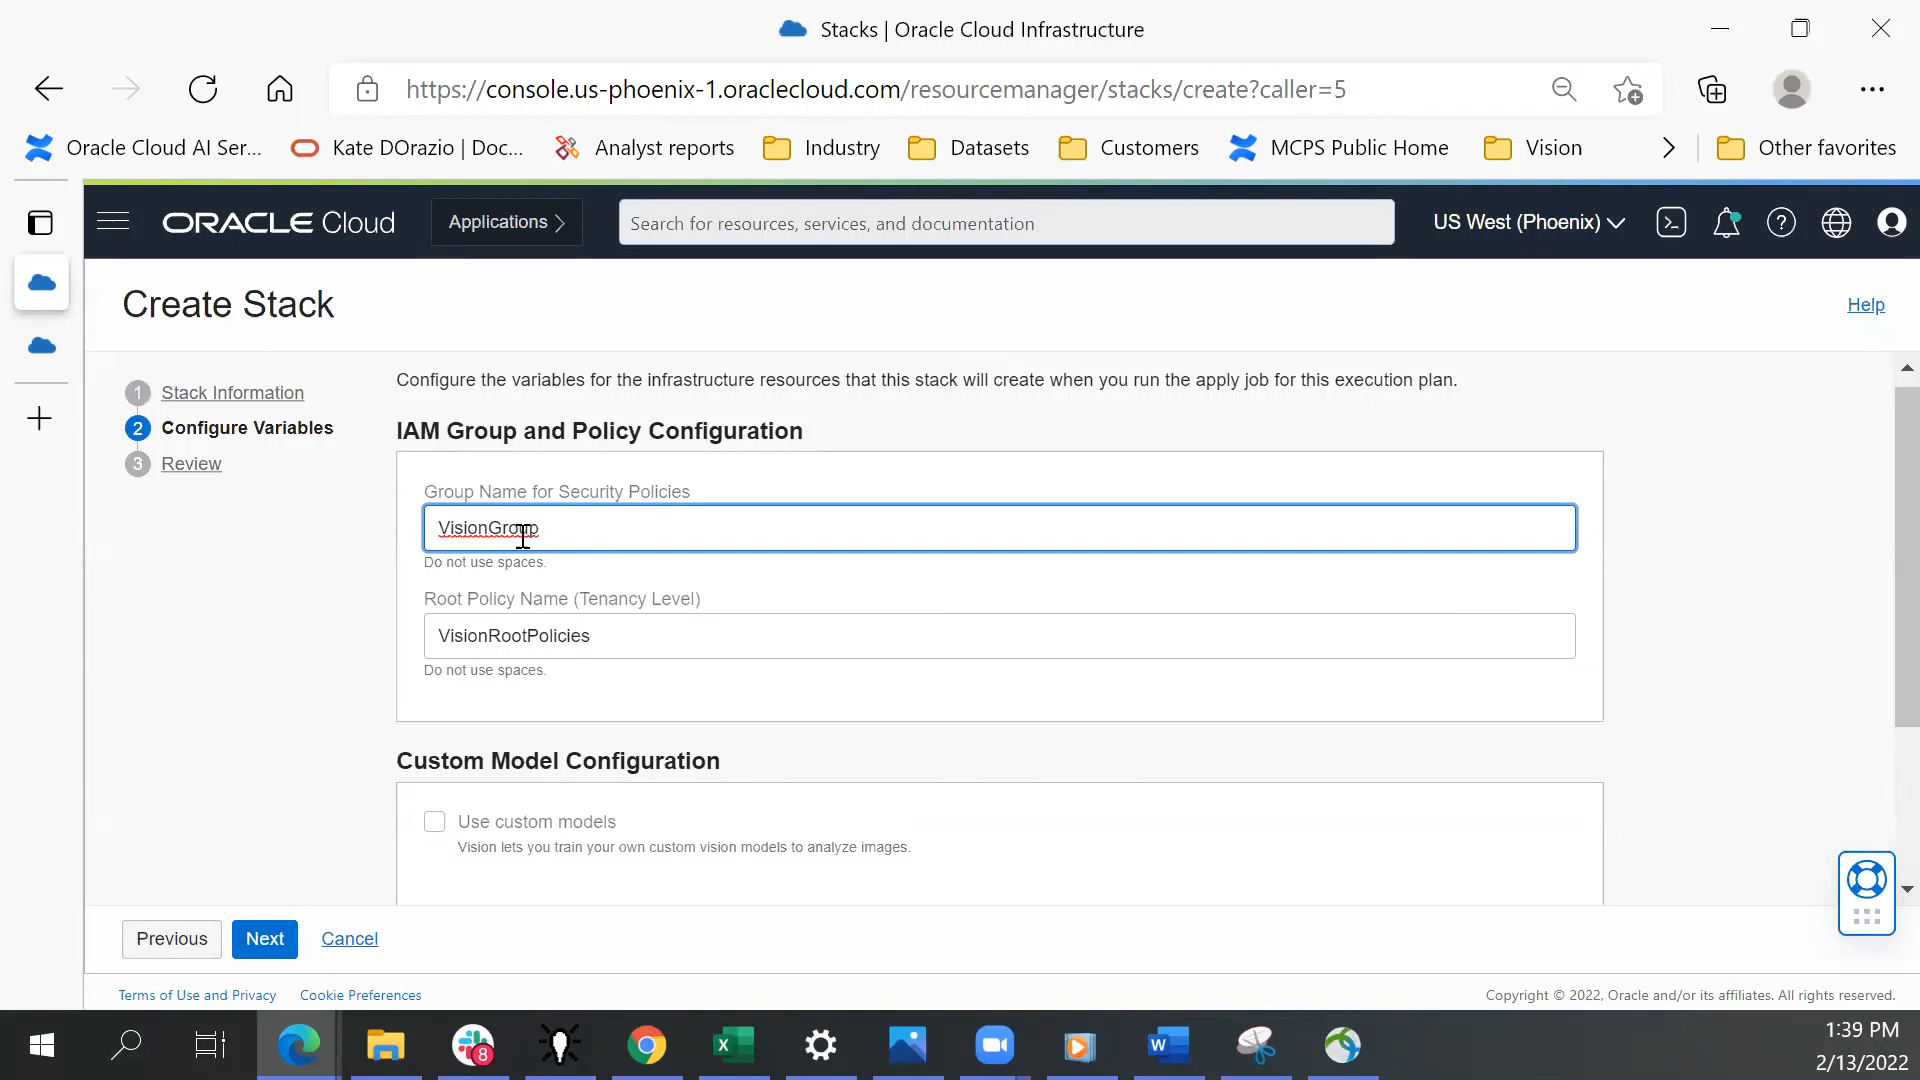 Stacks | Oracle Cloud Infrastructure
https://console.us-phoenix-1.oraclecloud.com/resourcemanager/stacks/create?caller=5
Oracle Cloud AI Ser... Kate DOrazio | Doc... Analyst reports Industry Datasets Customers MCPS Public Home Vision Other favorites
ORACLE Cloud Applications Search for resources, services, and documentation US West (Phoenix)
Create Stack Help
1 Stack Information
2 Configure Variables
3 Review
Configure the variables for the infrastructure resources that this stack will create when you run the apply job for this execution plan.
IAM Group and Policy Configuration
Group Name for Security Policies
VisionGroup
Do not use spaces.
Root Policy Name (Tenancy Level)
VisionRootPolicies
Do not use spaces.
Custom Model Configuration
Use custom models
Vision lets you train your own custom vision models to analyze images.
Previous Next Cancel
Terms of Use and Privacy Cookie Preferences Copyright © 2022, Oracle and/or its affiliates. All rights reserved.
8
1:39 PM
2/13/2022